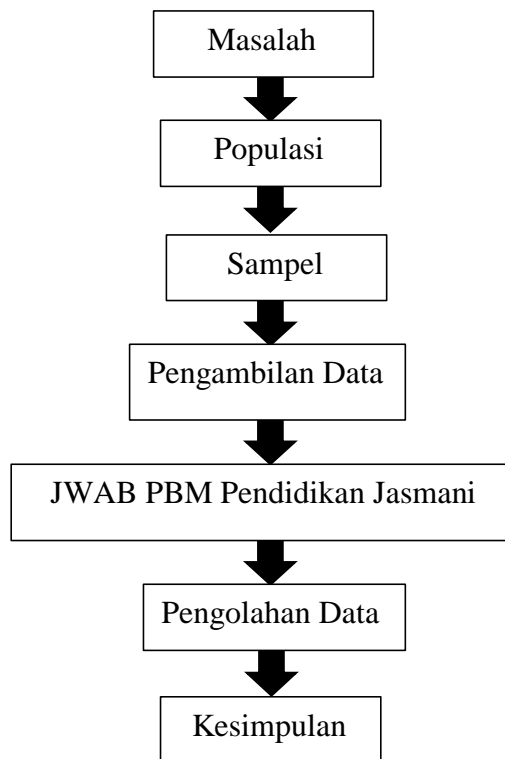 Masalah
Populasi
Sampel
Pengambilan Data
JWAB PBM Pendidikan Jasmani
Pengolahan Data
Kesimpulan